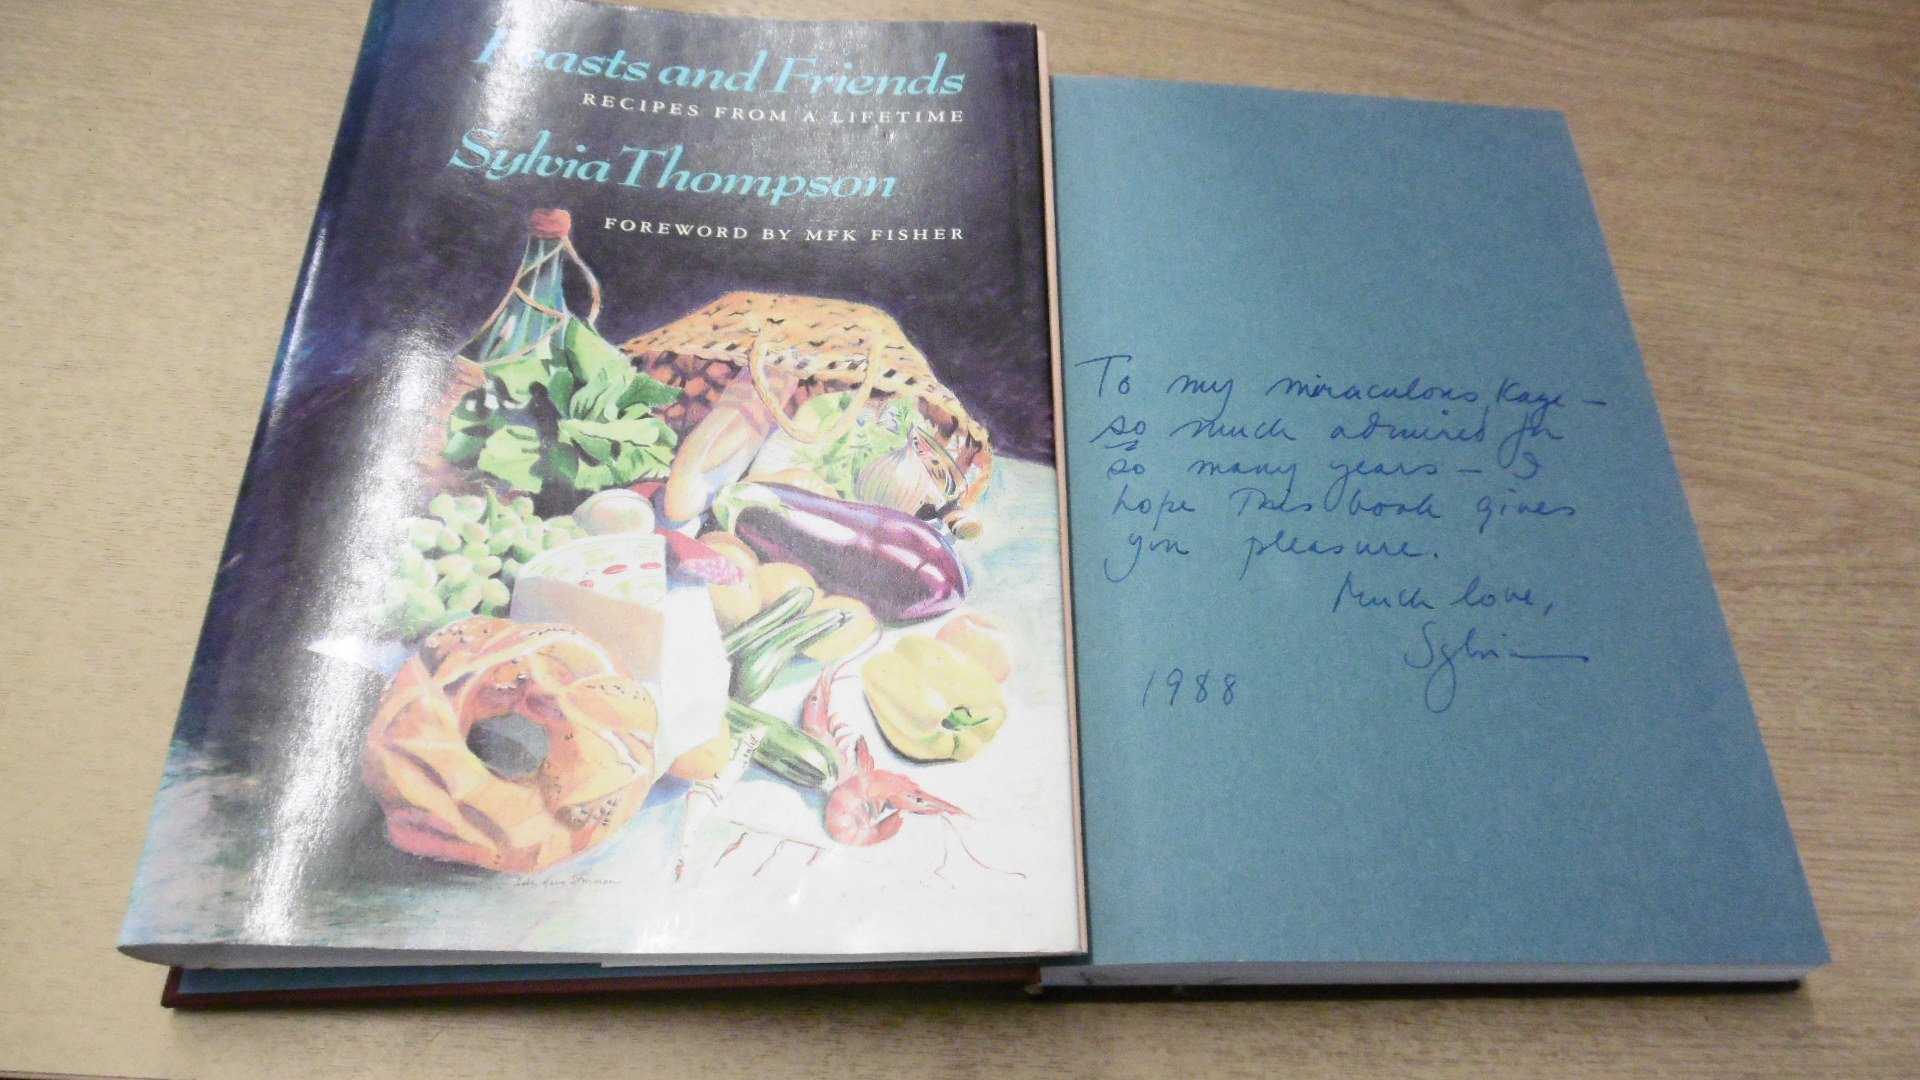 Feasts and Friends
RECIPES FROM A LIFETIME
Sylvia Thompson
FOREWORD BY MFK FISHER
To my miraculous Kaye –
so much admired for
so many years – I
hope this book gives
you pleasure.
Much love,
Sylvia
1988